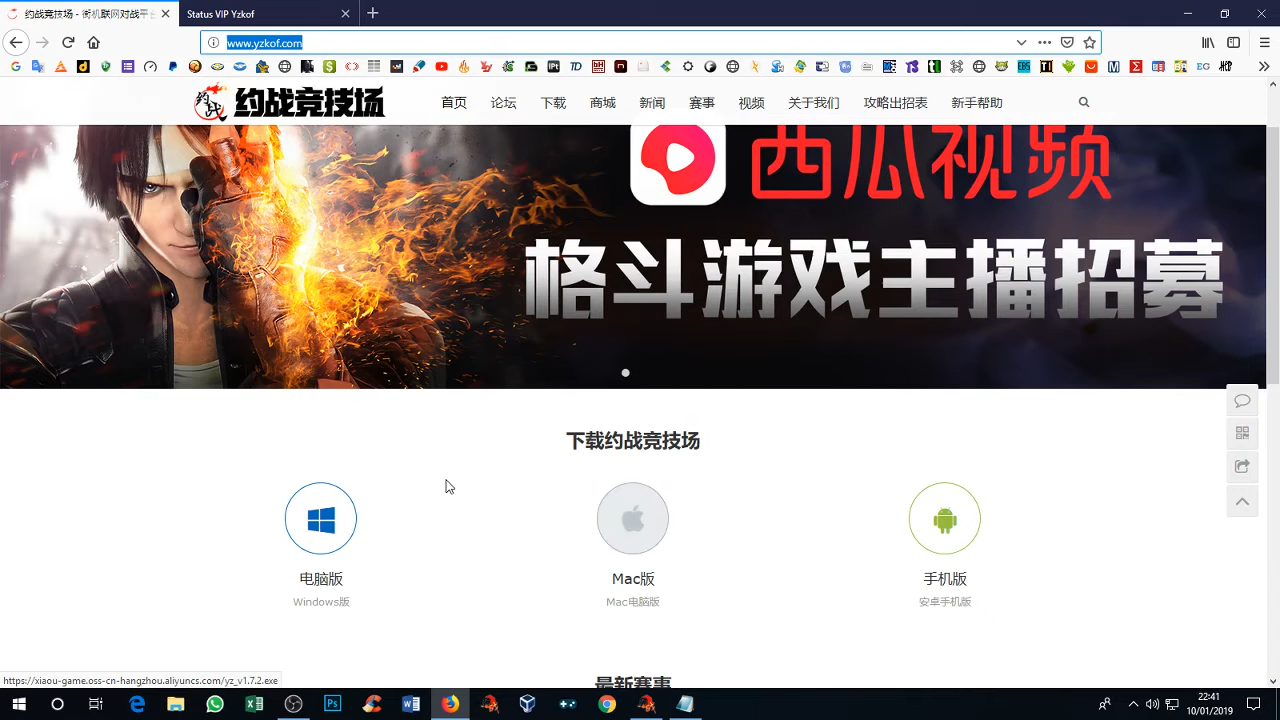 约战竞技场 - 街机联网对战平台
Status VIP Yzkof
www.yzkof.com
约战
约战竞技场
首页 论坛 下载 商城 新闻 赛事 视频 关于我们 攻略出招表 新手帮助
西瓜视频
格斗游戏主播招募
下载约战竞技场
电脑版
Windows版
Mac版
Mac电脑版
手机版
安卓手机版
最新赛事
https://xiaou-game.oss-cn-hangzhou.aliyuncs.com/yz_v1.7.2.exe
22:41
10/01/2019